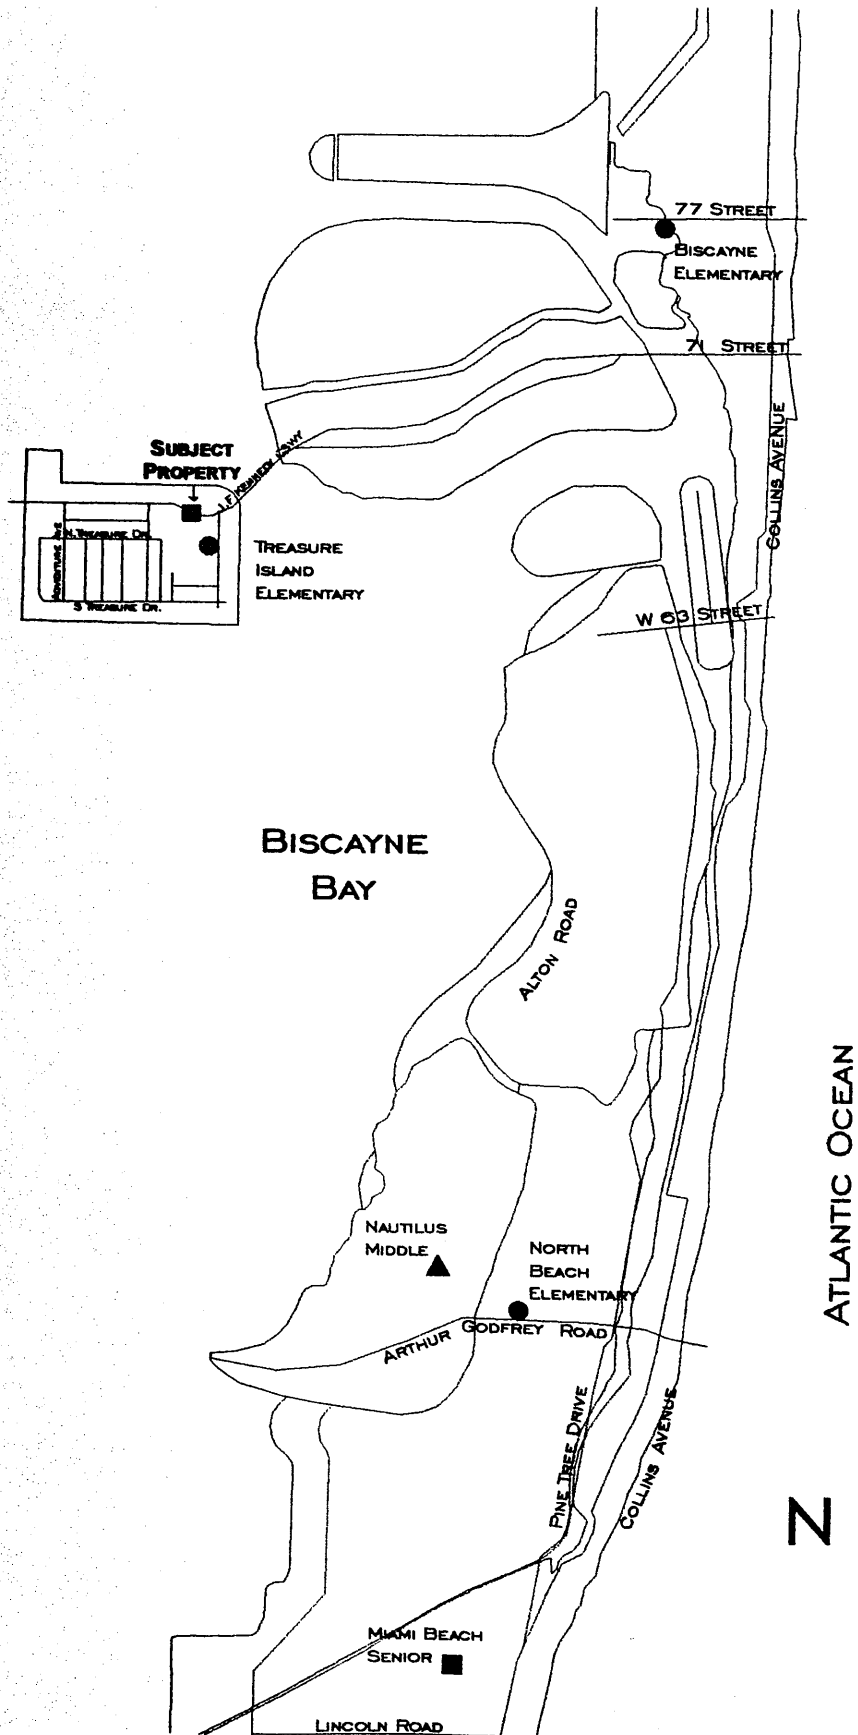 77 STREET
BISCAYNE
ELEMENTARY
71 STREET
COLLINS AVENUE
SUBJECT
PROPERTY
J.F. KENNEDY CSWY
N. TREASURE DR.
ADVENTURE AVE
S TREASURE DR.
TREASURE
ISLAND
ELEMENTARY
W 63 STREET
BISCAYNE
BAY
ALTON ROAD
ATLANTIC OCEAN
NAUTILUS
MIDDLE
NORTH
BEACH
ELEMENTARY
ARTHUR GODFREY ROAD
PINE TREE DRIVE
COLLINS AVENUE
N
MIAMI BEACH
SENIOR
LINCOLN ROAD